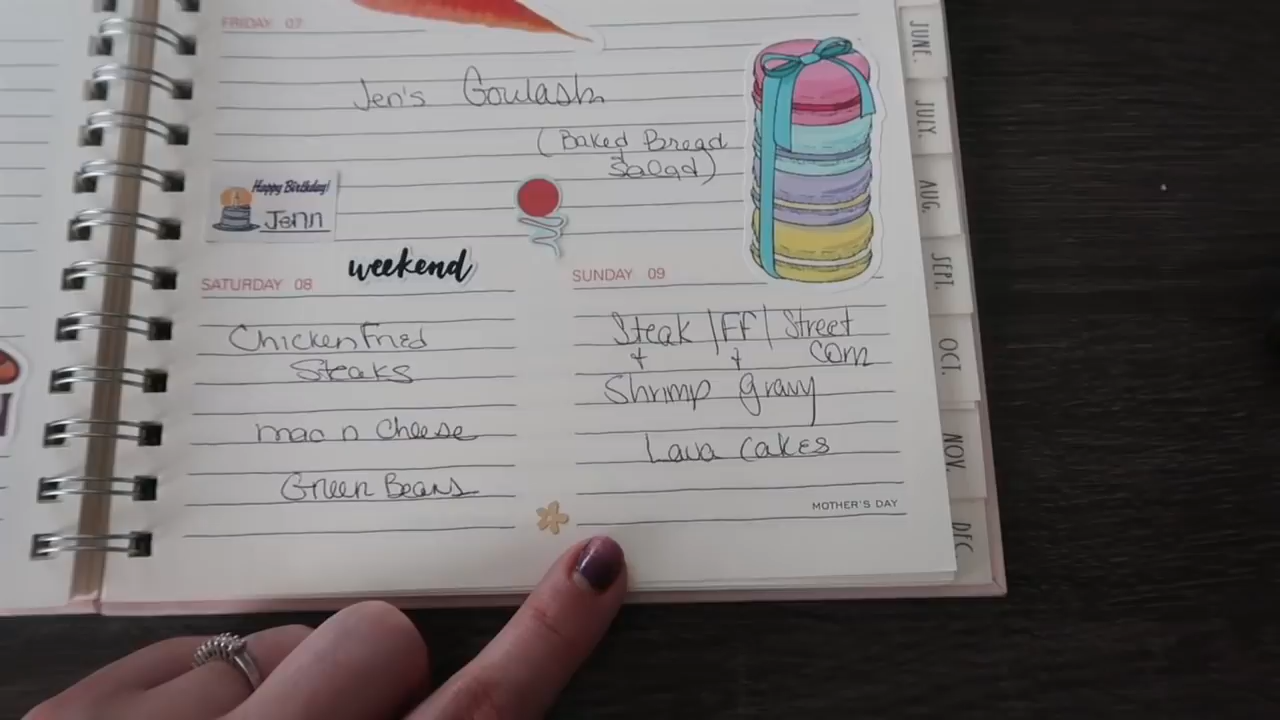 FRIDAY 07
Jen's Goulash
(Baked Bread
Salad)
Happy Birthday!
Jenn
weekend
SATURDAY 08
Chicken Fried
Steaks
mac n Cheese
Green Beans
SUNDAY 09
Steak | FF | Street
+ + Corn
Shrimp gravy
Lava Cakes
MOTHER'S DAY
JUNE.
JULY.
AUG.
SEPT.
OCT.
NOV.
DEC.